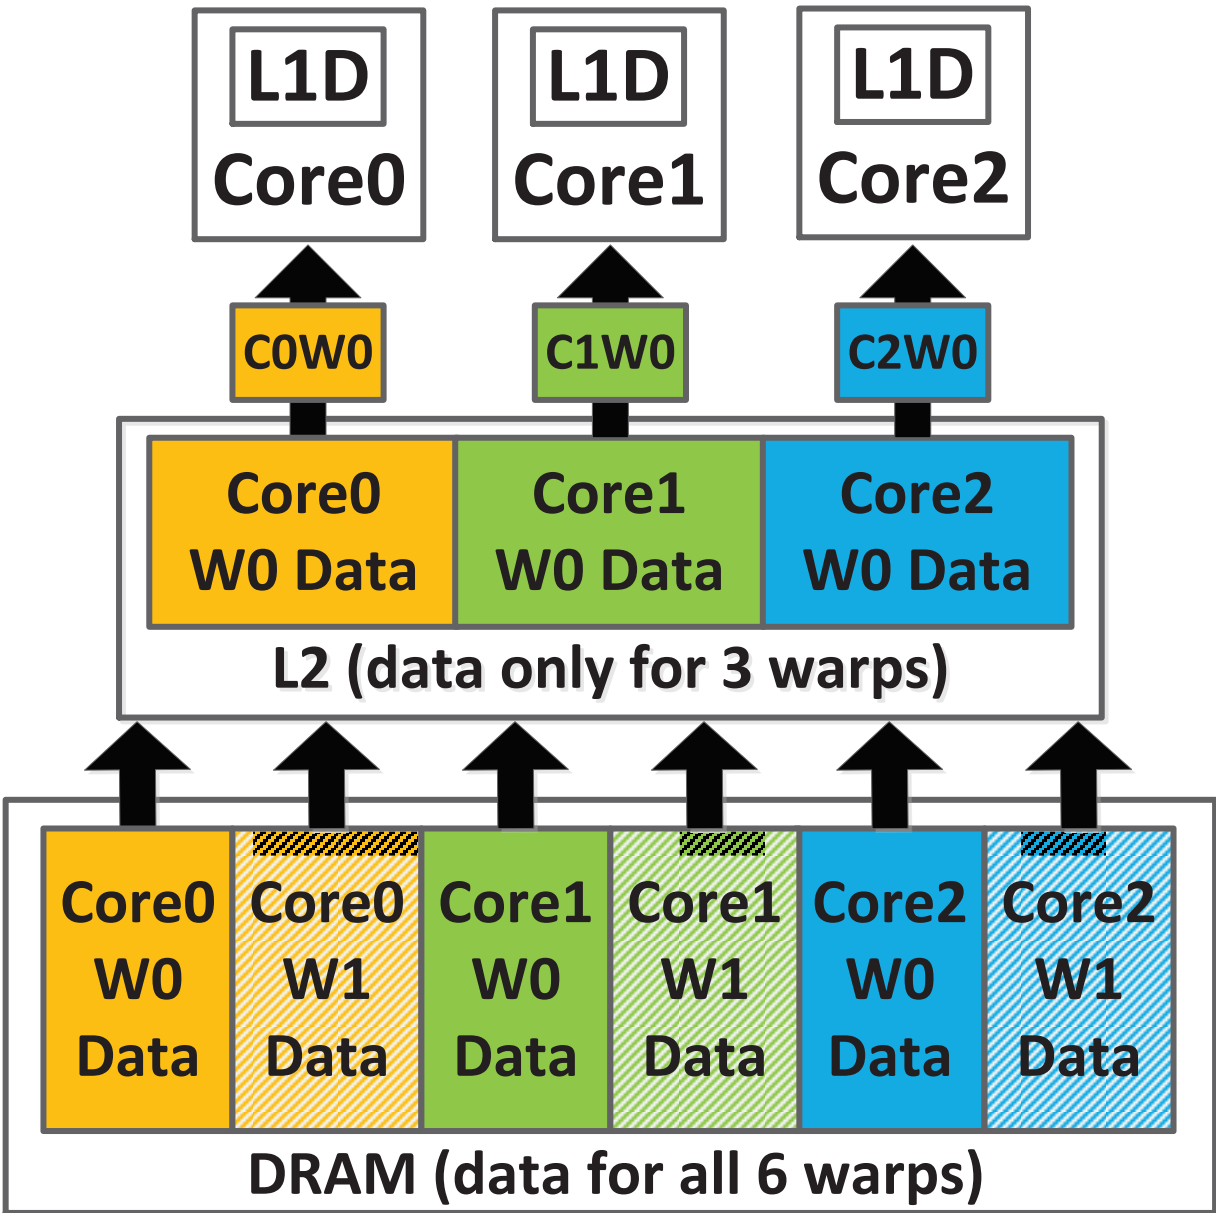 L1D L1D L1D
Core0 Core1 Core2
C0W0 C1W0 C2W0
Core0 Core1 Core2
W0 Data W0 Data W0 Data
L2 (data only for 3 warps)
Core0 Core0 Core1 Core1 Core2 Core2
W0 W1 W0 W1 W0 W1
Data Data Data Data Data Data
DRAM (data for all 6 warps)